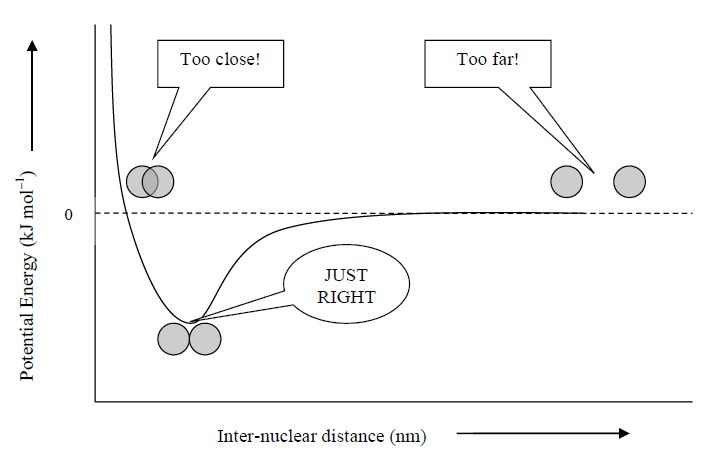 Too close!
Too far!
0
JUST
RIGHT
Potential Energy (kJ mol⁻¹)
Inter-nuclear distance (nm)